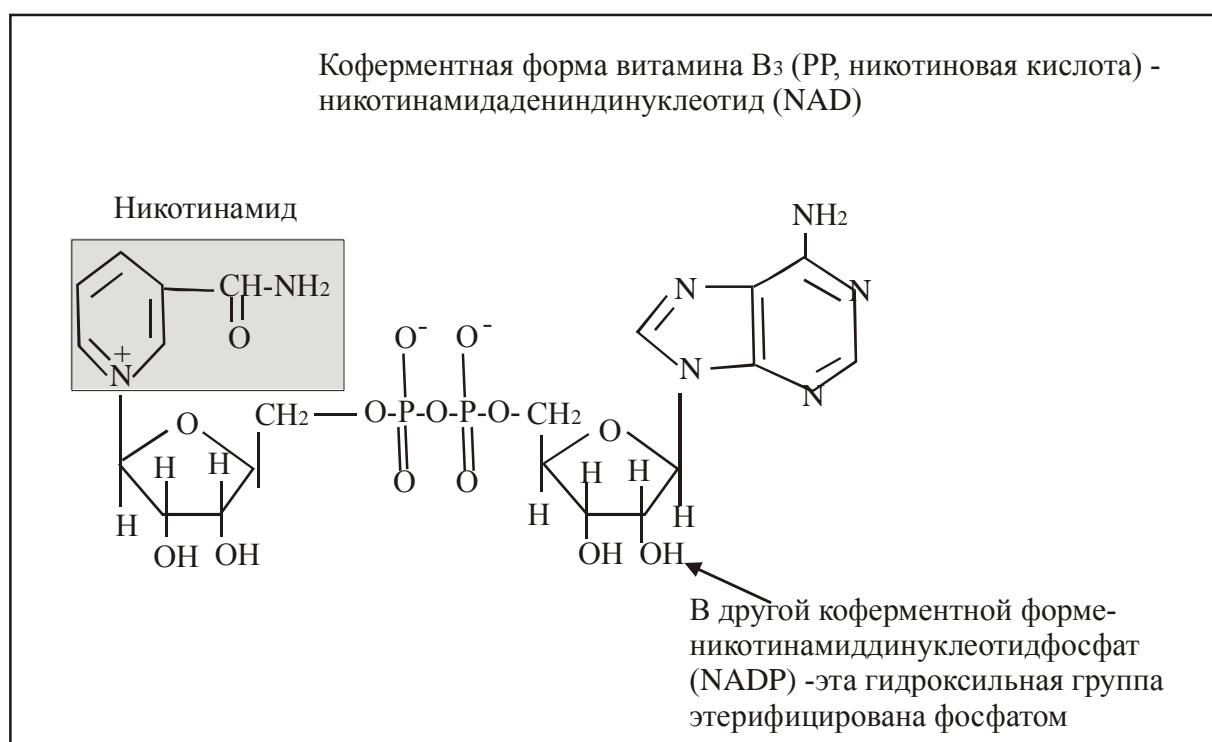 Коферментная форма витамина B3 (PP, никотиновая кислота) -
никотинамидадениндинуклеотид (NAD)
Никотинамид
NH2
CH-NH2
O
N
+
N
N
N
N
O-
O-
CH2
O-P-O-P-O-
CH2
O
O
O
O
H
H
H
H
H
H
OH
OH
OH
OH
В другой коферментной форме-
никотинамиддинуклеотидфосфат
(NADP) -эта гидроксильная группа
этерифицирована фосфатом